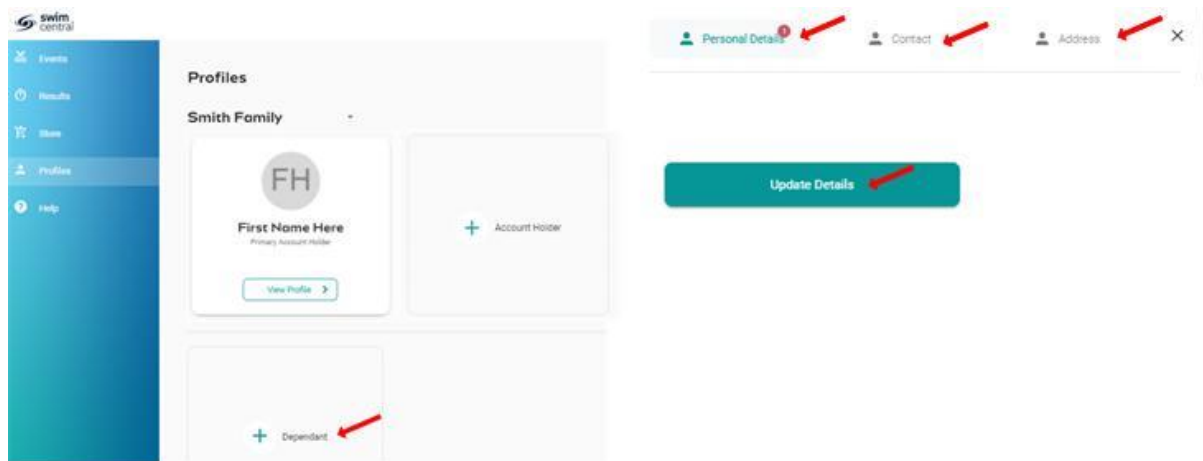 swim
central
Events
Results
Store
Profiles
Help
Profiles
Smith Family
FH
First Name Here
Primary Account Holder
View Profile
+ Account Holder
+ Dependant
Personal Details
1
Contact
Address
Update Details